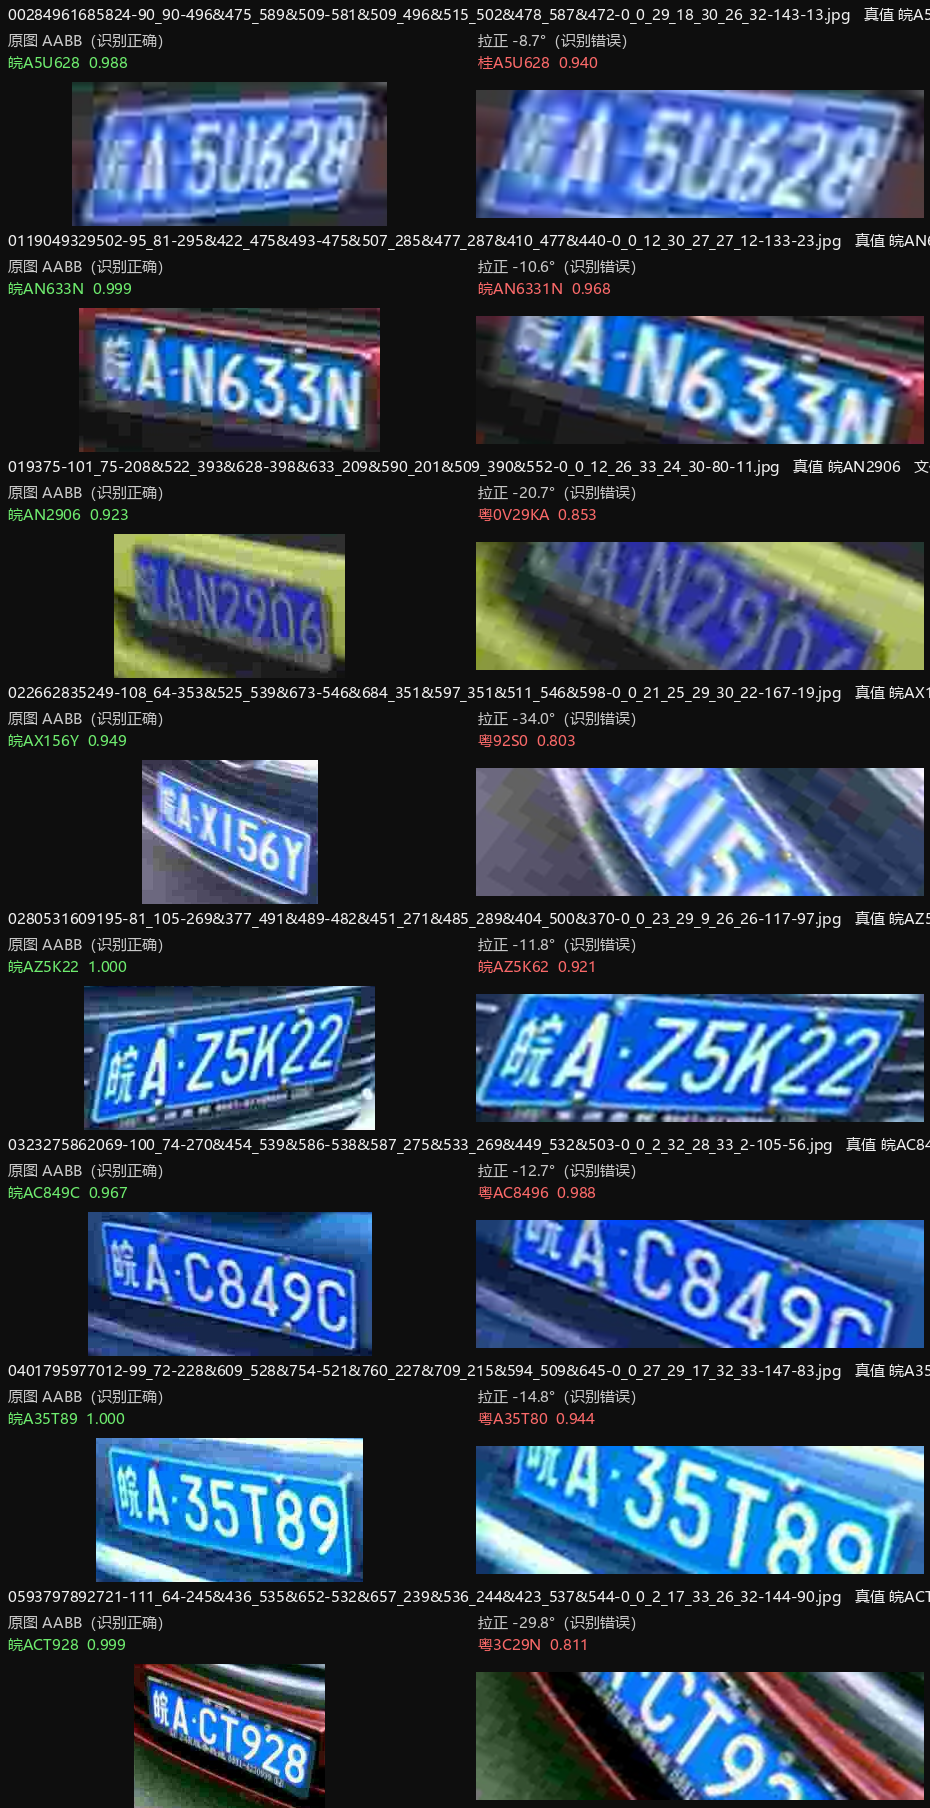 00284961685824-90_90-496&475_589&509-581&509_496&515_502&478_587&472-0_0_29_18_30_26_32-143-13.jpg 真值 皖A5
原图 AABB（识别正确） 拉正 -8.7°（识别错误）
皖A5U628 0.988 桂A5U628 0.940
皖A 5U628 皖A 5U628
0119049329502-95_81-295&422_475&493-475&507_285&477_287&410_477&440-0_0_12_30_27_27_12-133-23.jpg 真值 皖AN6
原图 AABB（识别正确） 拉正 -10.6°（识别错误）
皖AN633N 0.999 皖AN6331N 0.968
皖A·N633N 皖A·N633N
019375-101_75-208&522_393&628-398&633_209&590_201&509_390&552-0_0_12_26_33_24_30-80-11.jpg 真值 皖AN2906 文
原图 AABB（识别正确） 拉正 -20.7°（识别错误）
皖AN2906 0.923 粤0V29KA 0.853
皖A·N2906 A·N290
022662835249-108_64-353&525_539&673-546&684_351&597_351&511_546&598-0_0_21_25_29_30_22-167-19.jpg 真值 皖AX1
原图 AABB（识别正确） 拉正 -34.0°（识别错误）
皖AX156Y 0.949 粤92S0 0.803
皖A·X156Y X15
0280531609195-81_105-269&377_491&489-482&451_271&485_289&404_500&370-0_0_23_29_9_26_26-117-97.jpg 真值 皖AZ5
原图 AABB（识别正确） 拉正 -11.8°（识别错误）
皖AZ5K22 1.000 皖AZ5K62 0.921
皖A·Z5K22 皖A·Z5K22
0323275862069-100_74-270&454_539&586-538&587_275&533_269&449_532&503-0_0_2_32_28_33_2-105-56.jpg 真值 皖AC84
原图 AABB（识别正确） 拉正 -12.7°（识别错误）
皖AC849C 0.967 粤AC8496 0.988
皖A·C849C 皖A·C849C
0401795977012-99_72-228&609_528&754-521&760_227&709_215&594_509&645-0_0_27_29_17_32_33-147-83.jpg 真值 皖A35
原图 AABB（识别正确） 拉正 -14.8°（识别错误）
皖A35T89 1.000 粤A35T80 0.944
皖A·35T89 皖A·35T89
0593797892721-111_64-245&436_535&652-532&657_239&536_244&423_537&544-0_0_2_17_33_26_32-144-90.jpg 真值 皖ACT
原图 AABB（识别正确） 拉正 -29.8°（识别错误）
皖ACT928 0.999 粤3C29N 0.811
皖A·CT928 CT92